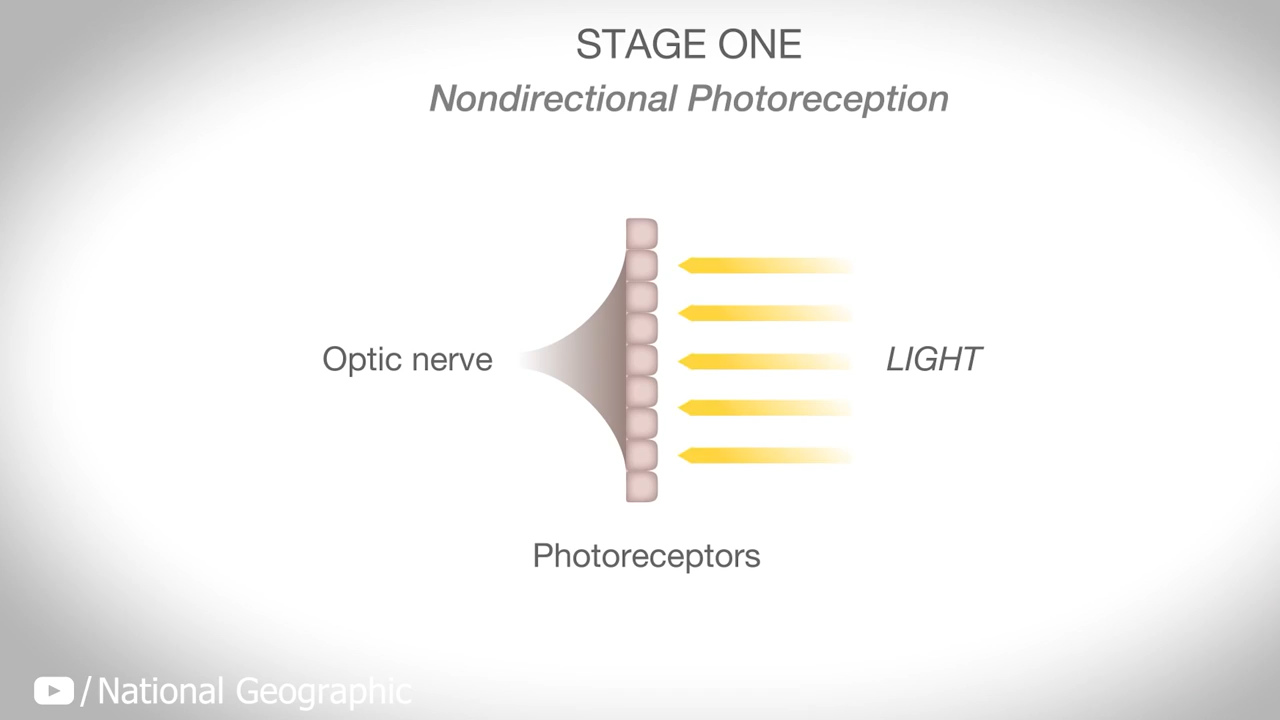 STAGE ONE
Nondirectional Photoreception
Optic nerve
LIGHT
Photoreceptors
/National Geographic